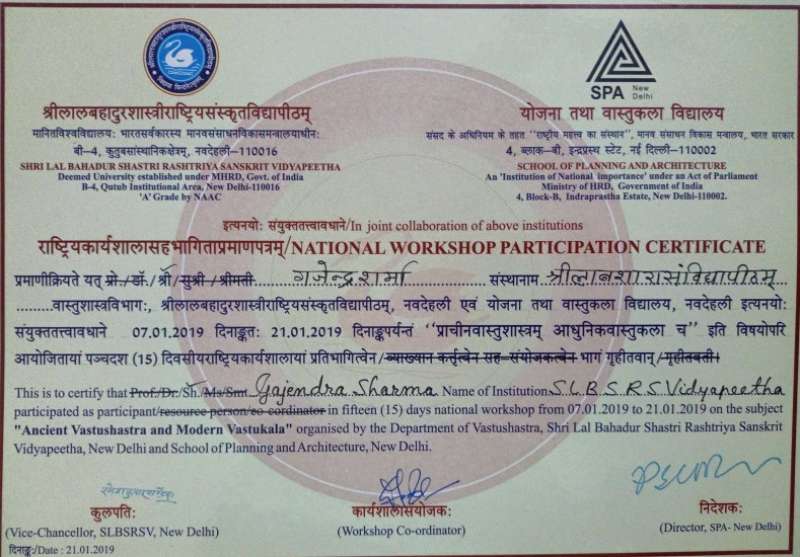 SPA New Delhi
श्रीलालबहादुरशास्त्रीराष्ट्रियसंस्कृतविद्यापीठम्
मानितविश्वविद्यालयः भारतसर्वकारस्य मानवसंसाधनविकासमन्त्रालयाधीनः
बी–4, कुतुबसांस्थानिकक्षेत्रम्, नवदेहली–110016
SHRI LAL BAHADUR SHASTRI RASHTRIYA SANSKRIT VIDYAPEETHA
Deemed University established under MHRD, Govt. of India
B-4, Qutub Institutional Area, New Delhi-110016
'A' Grade by NAAC
योजना तथा वास्तुकला विद्यालय
संसद के अधिनियम के तहत "राष्ट्रीय महत्व का संस्थान", मानव संसाधन विकास मन्त्रालय, भारत सरकार
4, ब्लाक–बी, इन्द्रप्रस्थ स्टेट, नई दिल्ली–110002
SCHOOL OF PLANNING AND ARCHITECTURE
An 'Institution of National importance' under an Act of Parliament
Ministry of HRD, Government of India
4, Block-B, Indraprastha Estate, New Delhi-110002.
इत्यनयोः संयुक्ततत्त्वावधाने/In joint collaboration of above institutions
राष्ट्रियकार्यशालासहभागिताप्रमाणपत्रम्/NATIONAL WORKSHOP PARTICIPATION CERTIFICATE
प्रमाणीक्रियते यत् प्रो./डॉ./श्री/सुश्री/श्रीमती गजेन्द्रशर्मा संस्थानाम श्रीलाबशारासंविद्यापीठम्
वास्तुशास्त्रविभागः, श्रीलालबहादुरशास्त्रीराष्ट्रियसंस्कृतविद्यापीठम्, नवदेहली एवं योजना तथा वास्तुकला विद्यालय, नवदेहली इत्यनयोः
संयुक्ततत्त्वावधाने 07.01.2019 दिनाङ्कतः 21.01.2019 दिनाङ्कपर्यन्तं "प्राचीनवास्तुशास्त्रम् आधुनिकवास्तुकला च" इति विषयोपरि
आयोजितायां पञ्चदश (15) दिवसीयराष्ट्रियकार्यशालायां प्रतिभागित्वेन/व्याख्यान कर्तृत्वेन सह–संयोजकत्वेन भागं गृहीतवान्/गृहीतवती।
This is to certify that Prof./Dr./Sh./Ms/Smt Gajendra Sharma Name of Institution S.L.B.S.R.S Vidyapeetha
participated as participant/resource person/co-ordinator in fifteen (15) days national workshop from 07.01.2019 to 21.01.2019 on the subject
"Ancient Vastushastra and Modern Vastukala" organised by the Department of Vastushastra, Shri Lal Bahadur Shastri Rashtriya Sanskrit
Vidyapeetha, New Delhi and School of Planning and Architecture, New Delhi.
कुलपतिः
(Vice-Chancellor, SLBSRSV, New Delhi)
दिनाङ्कः/Date : 21.01.2019
कार्यशालासंयोजकः
(Workshop Co-ordinator)
निदेशकः
(Director, SPA- New Delhi)